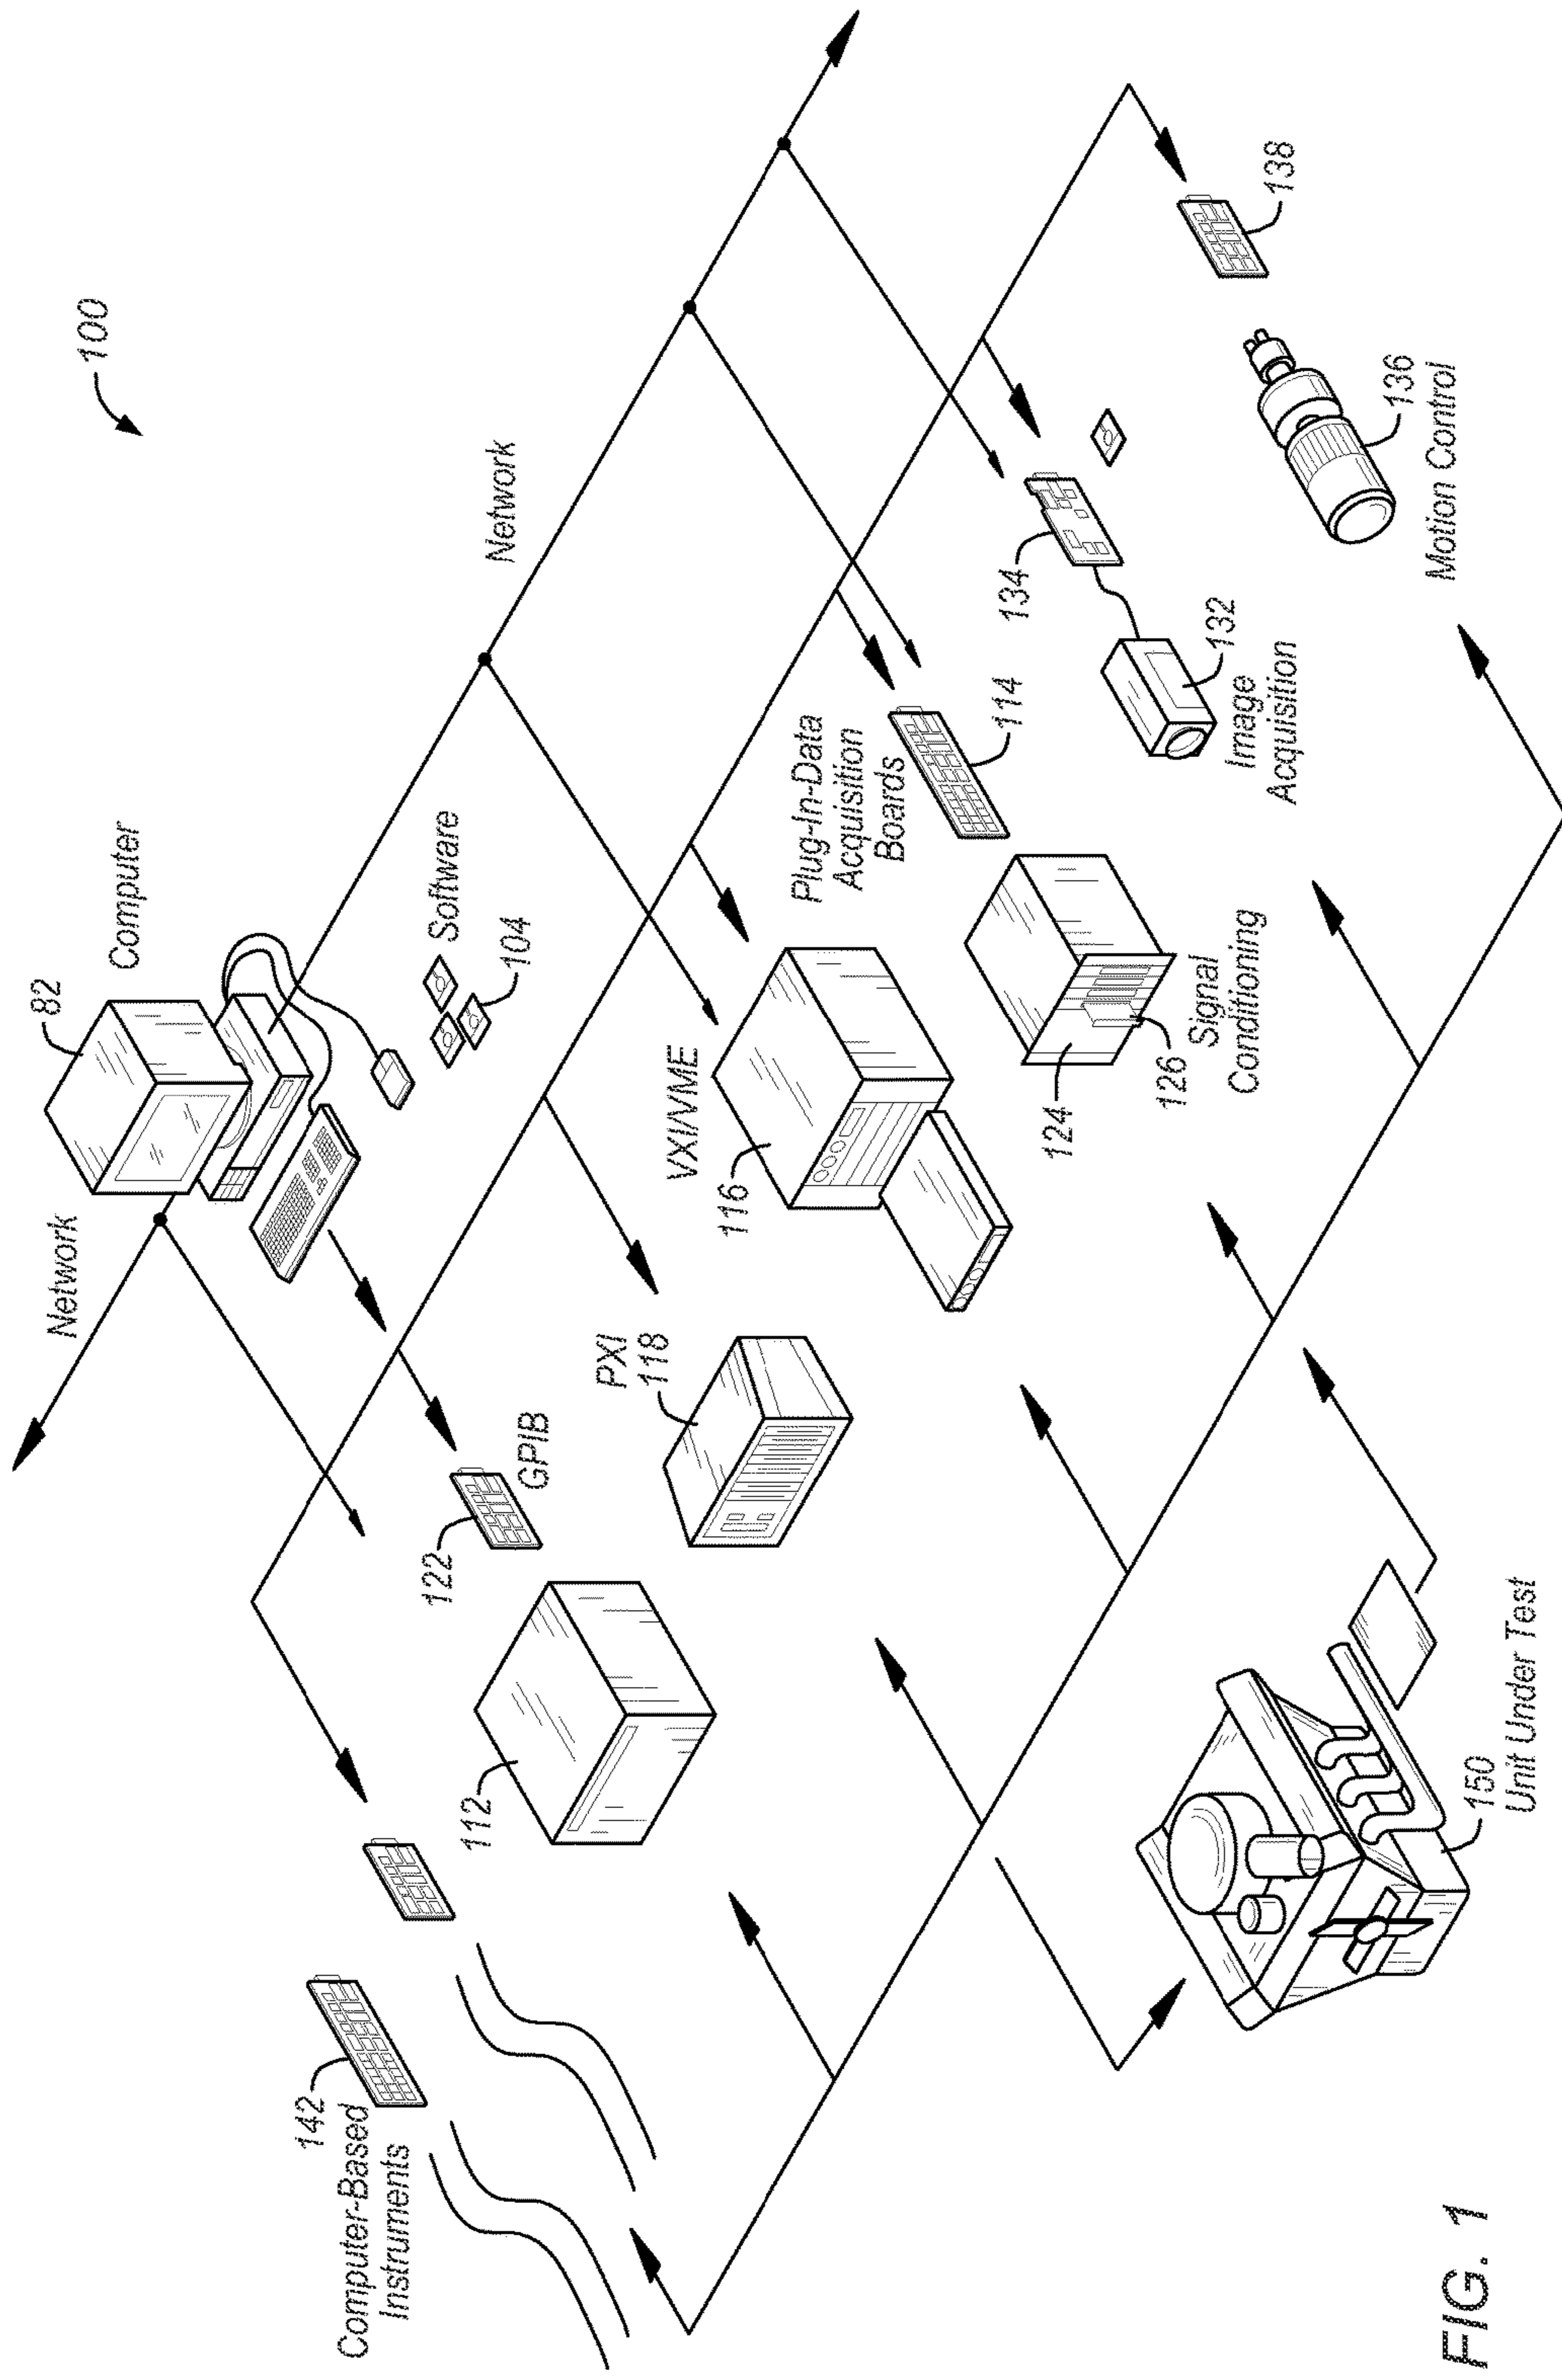 100
82
Computer
Network
Network
Software
104
142
Computer-Based
Instruments
122
GPIB
112
PXI
118
VXI/VME
116
Plug-In-Data
Acquisition
Boards
114
134
132
Image
Acquisition
138
136
Motion Control
124
126
Signal
Conditioning
150
Unit Under Test
FIG. 1